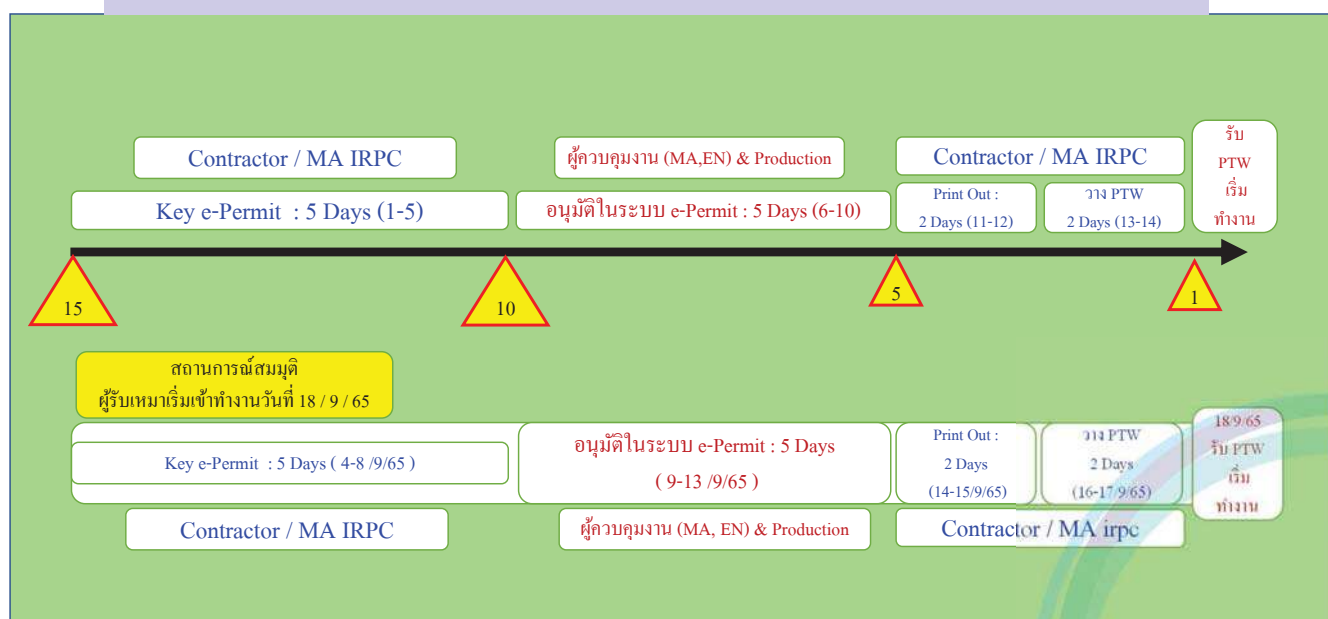 Contractor / MA IRPC
ผู้ควบคุมงาน (MA,EN) & Production
Contractor / MA IRPC
รับ
PTW
เริ่ม
ทำงาน
Key e-Permit : 5 Days (1-5)
อนุมัติในระบบ e-Permit : 5 Days (6-10)
Print Out :
2 Days (11-12)
วาง PTW
2 Days (13-14)
15
10
5
1
สถานการณ์สมมุติ
ผู้รับเหมาเริ่มเข้าทำงานวันที่ 18 / 9 / 65
Key e-Permit : 5 Days ( 4-8 /9/65 )
อนุมัติในระบบ e-Permit : 5 Days
( 9-13 /9/65 )
Print Out :
2 Days
(14-15/9/65)
วาง PTW
2 Days
(16-17/9/65)
18/9/65
รับ PTW
เริ่ม
ทำงาน
Contractor / MA IRPC
ผู้ควบคุมงาน (MA, EN) & Production
Contractor / MA irpc